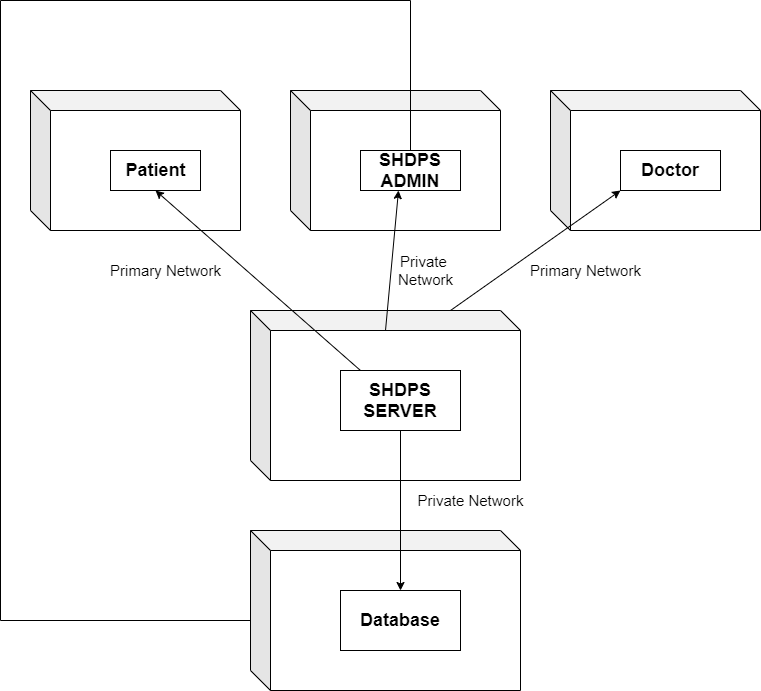 Patient
SHDPS
ADMIN
Doctor
Primary Network
Private
Network
Primary Network
SHDPS
SERVER
Private Network
Database